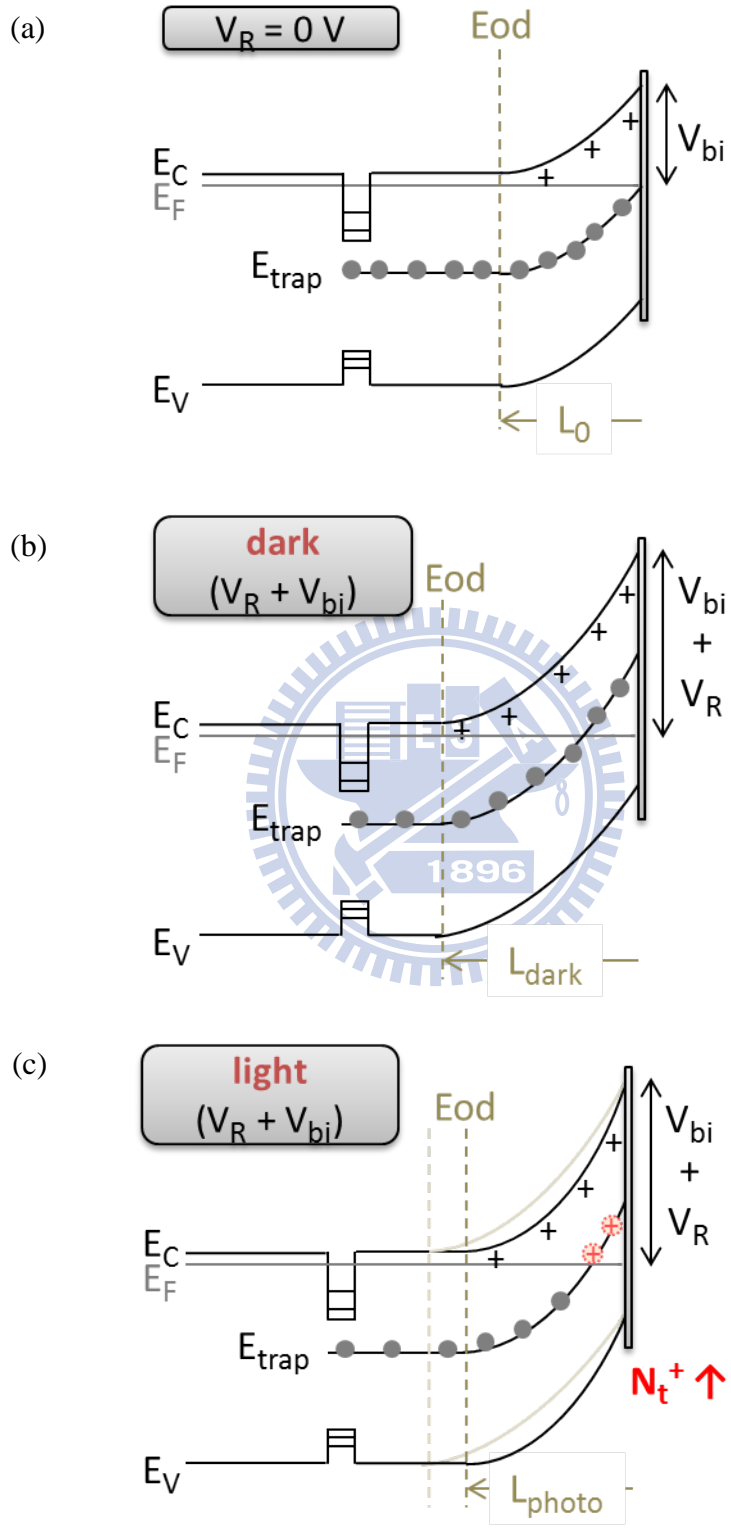 (a)
V_R = 0 V
Eod
V_bi
E_C
E_F
E_trap
E_V
L_0
(b)
dark
(V_R + V_bi)
Eod
V_bi
+
V_R
E_C
E_F
E_trap
1896
E_V
L_dark
(c)
light
(V_R + V_bi)
Eod
V_bi
+
V_R
E_C
E_F
E_trap
N_t^+ ↑
E_V
L_photo